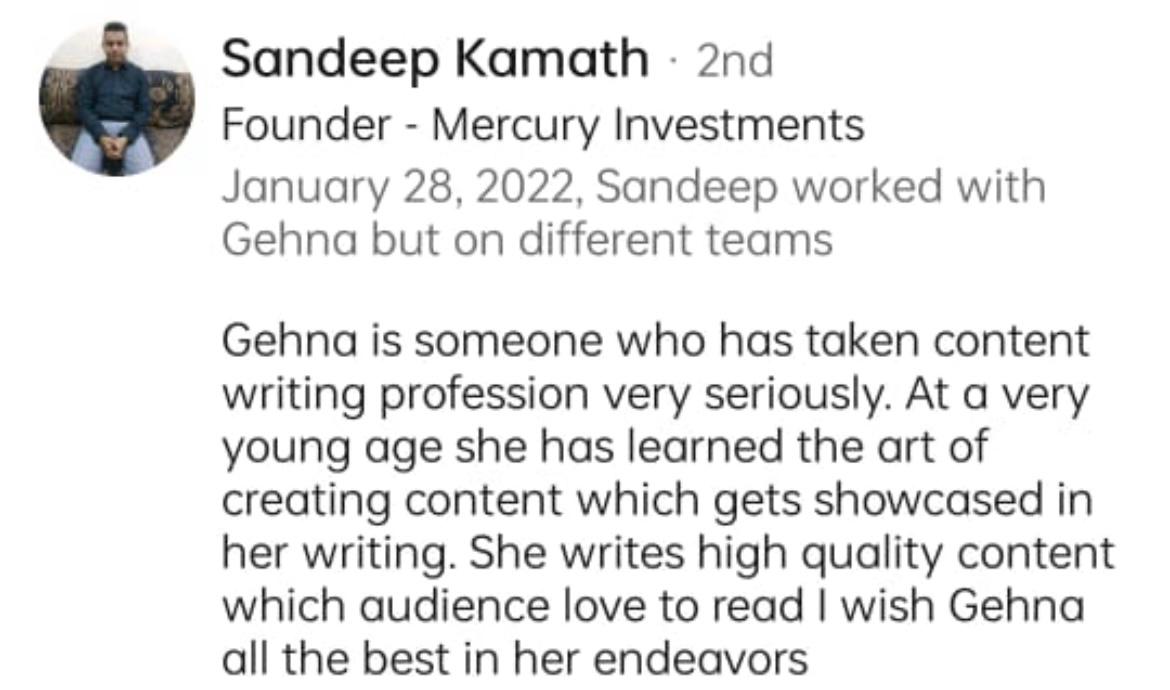 Sandeep Kamath · 2nd
Founder - Mercury Investments
January 28, 2022, Sandeep worked with
Gehna but on different teams
Gehna is someone who has taken content
writing profession very seriously. At a very
young age she has learned the art of
creating content which gets showcased in
her writing. She writes high quality content
which audience love to read I wish Gehna
all the best in her endeavors